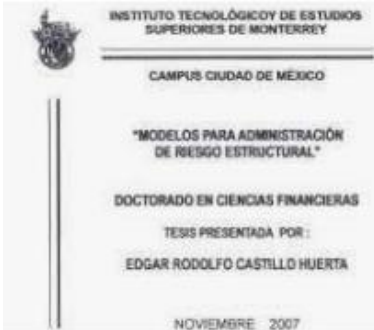 INSTITUTO TECNOLÓGICOY DE ESTUDIOS
SUPERIORES DE MONTERREY
CAMPUS CIUDAD DE MÉXICO
"MODELOS PARA ADMINISTRACIÓN
DE RIESGO ESTRUCTURAL"
DOCTORADO EN CIENCIAS FINANCIERAS
TESIS PRESENTADA POR :
EDGAR RODOLFO CASTILLO HUERTA
NOVIEMBRE 2007